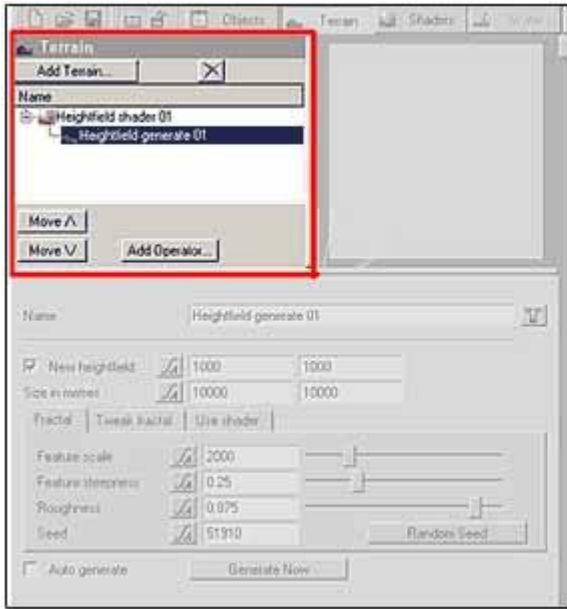 Objects Terrain Shaders
Terrain
Add Terrain...
Name
Heightfield shader 01
Heightfield generate 01
Move Λ
Move V Add Operator...
Name Heightfield generate 01
New heightfield 1000 1000
Size in metres 10000 10000
Fractal Tweak fractal Use shader
Feature scale 2000
Feature steepness 0.25
Roughness 0.875
Seed 51910 Random Seed
Auto generate Generate Now